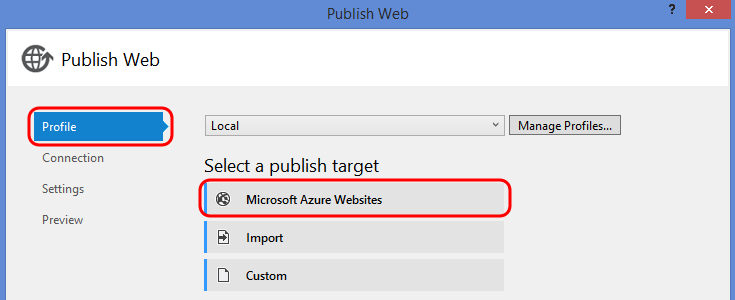 Publish Web
?
Publish Web
Profile
Connection
Settings
Preview
Local
Manage Profiles...
Select a publish target
Microsoft Azure Websites
Import
Custom